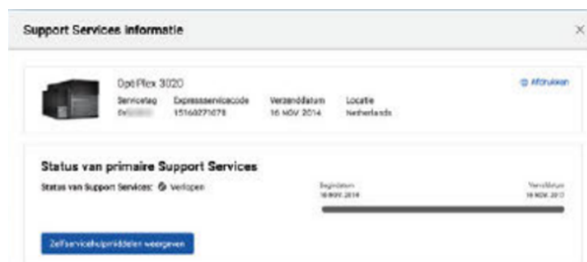 Support Services informatie
OptiPlex 3020
Afdrukken
Servicetag Expressservicecode Verzenddatum Locatie
15160271078 16 NOV. 2014 Netherlands
Status van primaire Support Services
Status van Support Services: Verlopen
Begindatum Vervaldatum
16 NOV. 2014 16 NOV. 2017
Zelfservicehulpmiddelen weergeven